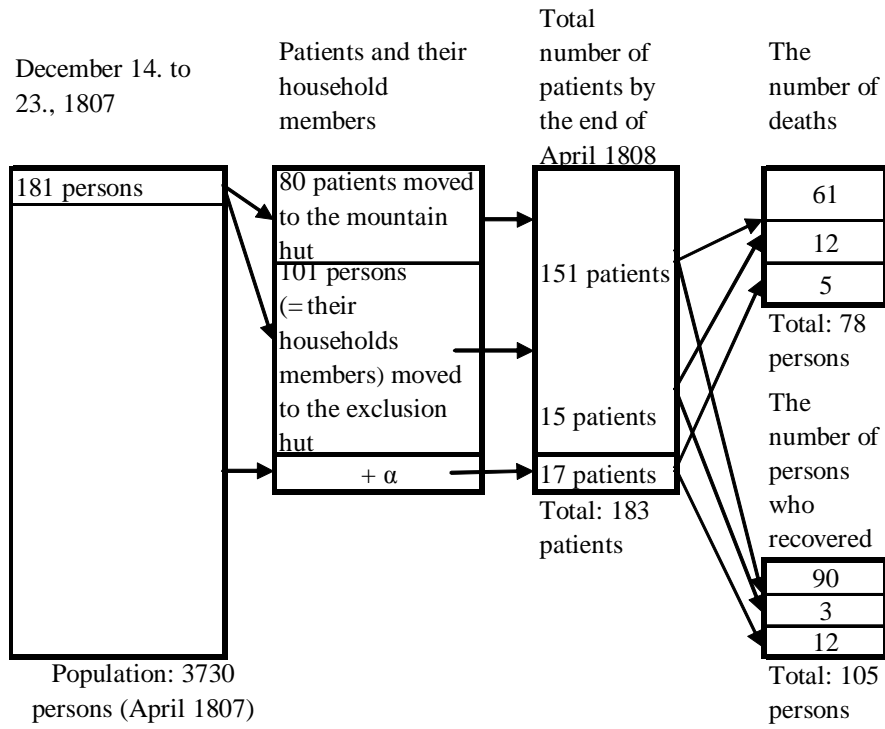 December 14. to
23., 1807
Patients and their
household
members
Total
number of
patients by
the end of
April 1808
The
number of
deaths
181 persons
80 patients moved
to the mountain
hut
101 persons
(=their
households
members) moved
to the exclusion
hut
+ α
151 patients
15 patients
17 patients
Total: 183
patients
61
12
5
Total: 78
persons
The
number of
persons
who
recovered
90
3
12
Total: 105
persons
Population: 3730
persons (April 1807)